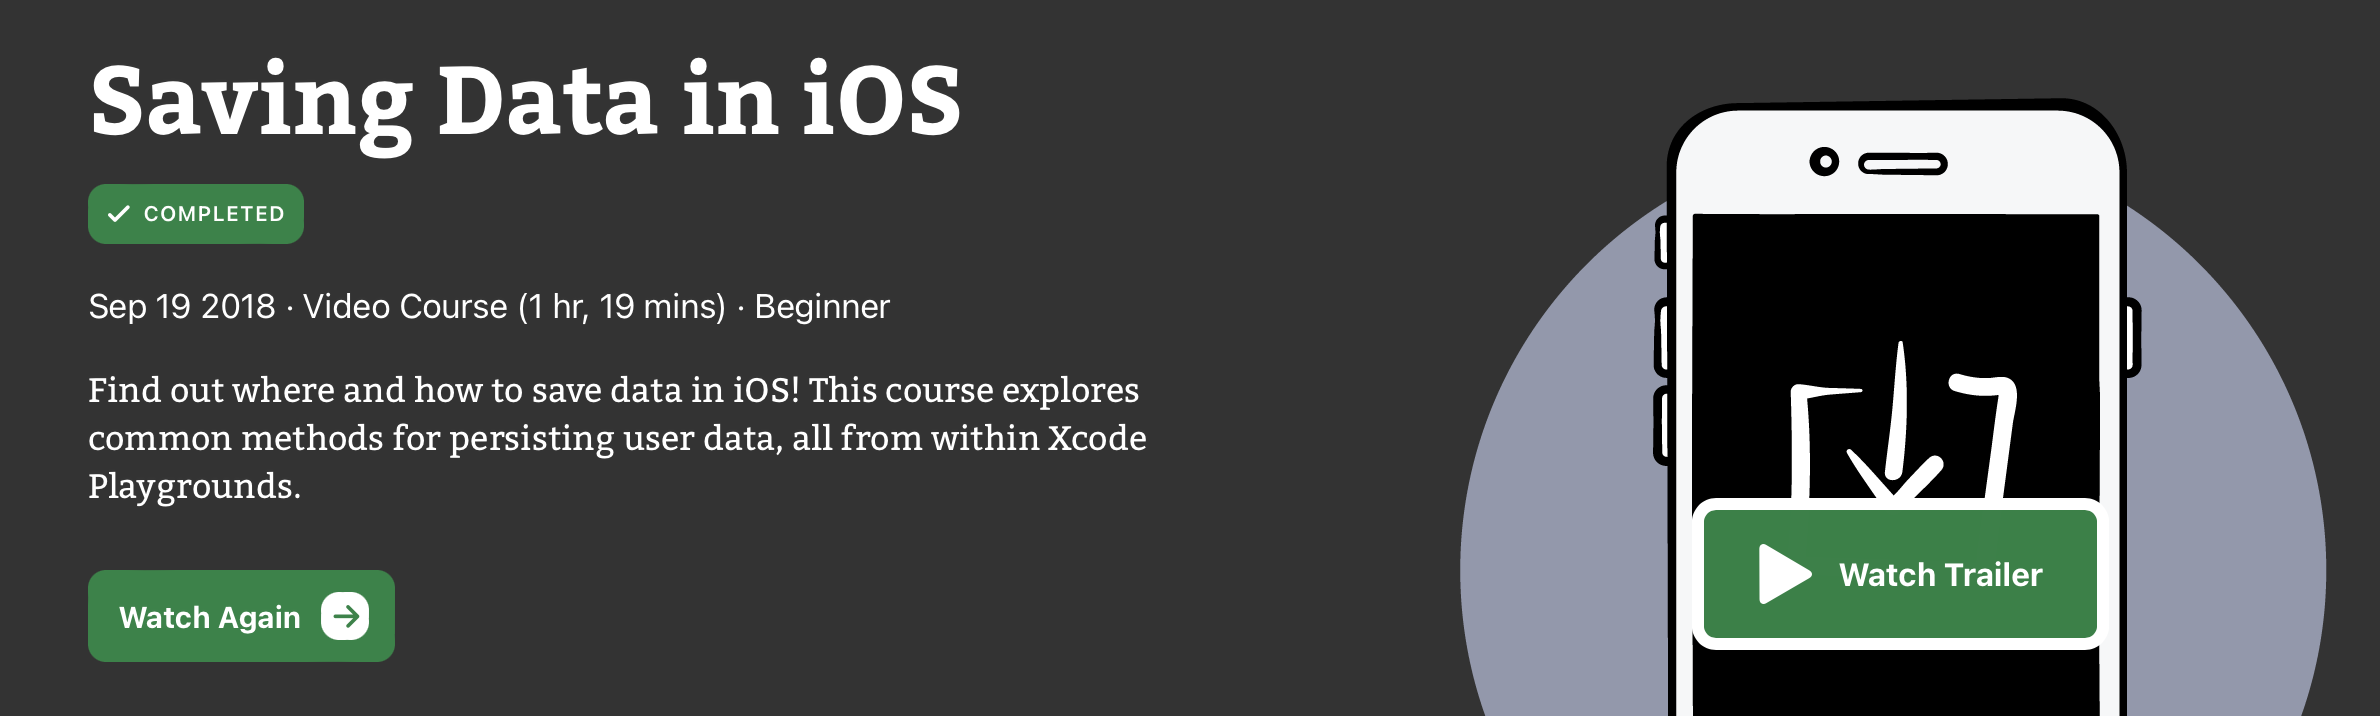 Saving Data in iOS
COMPLETED
Sep 19 2018 · Video Course (1 hr, 19 mins) · Beginner
Find out where and how to save data in iOS! This course explores
common methods for persisting user data, all from within Xcode
Playgrounds.
Watch Again
Watch Trailer